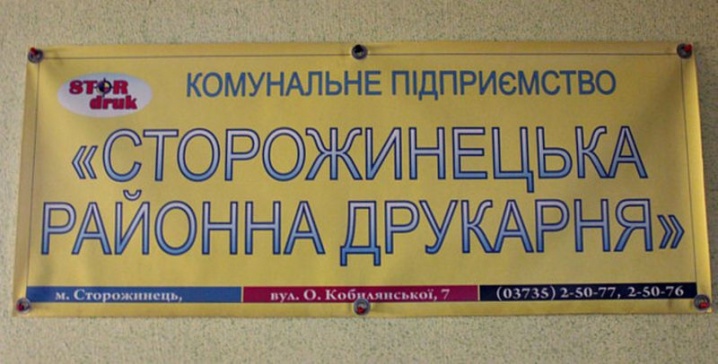 STOR
druk
КОМУНАЛЬНЕ ПІДПРИЄМСТВО
«СТОРОЖИНЕЦЬКА
РАЙОННА ДРУКАРНЯ»
м. Сторожинець, вул. О. Кобилянської, 7 (03735) 2-50-77, 2-50-76